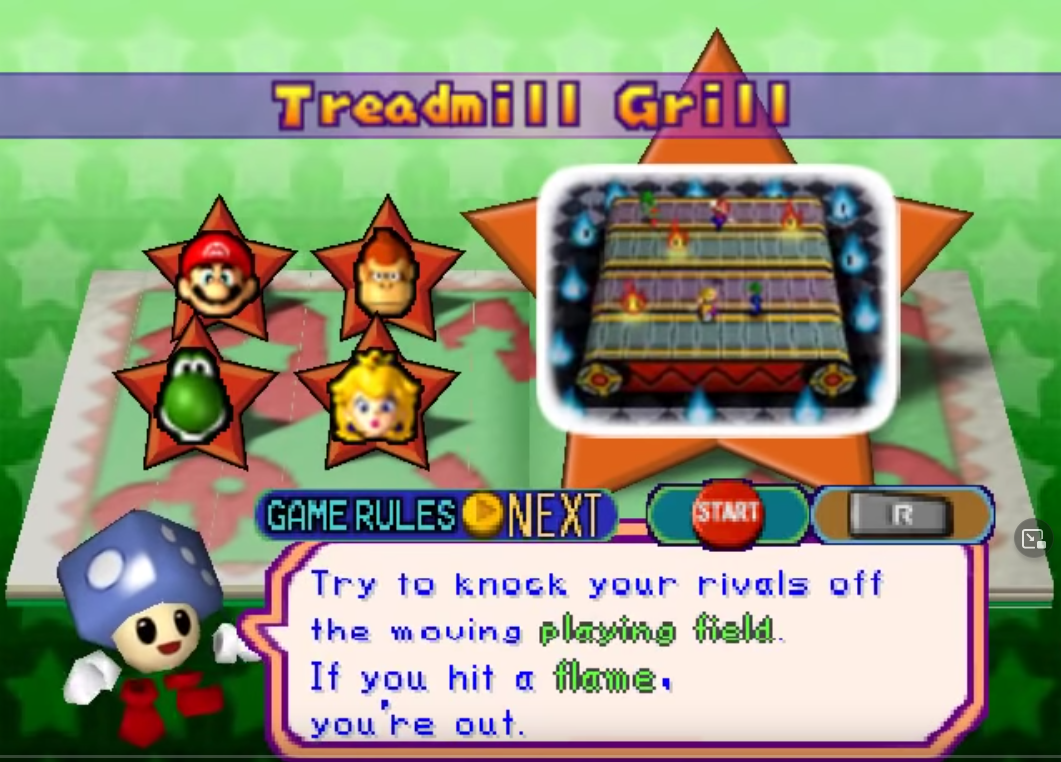 Treadmill Grill
GAME RULES NEXT START R
Try to knock your rivals off
the moving playing field.
If you hit a flame,
you're out.